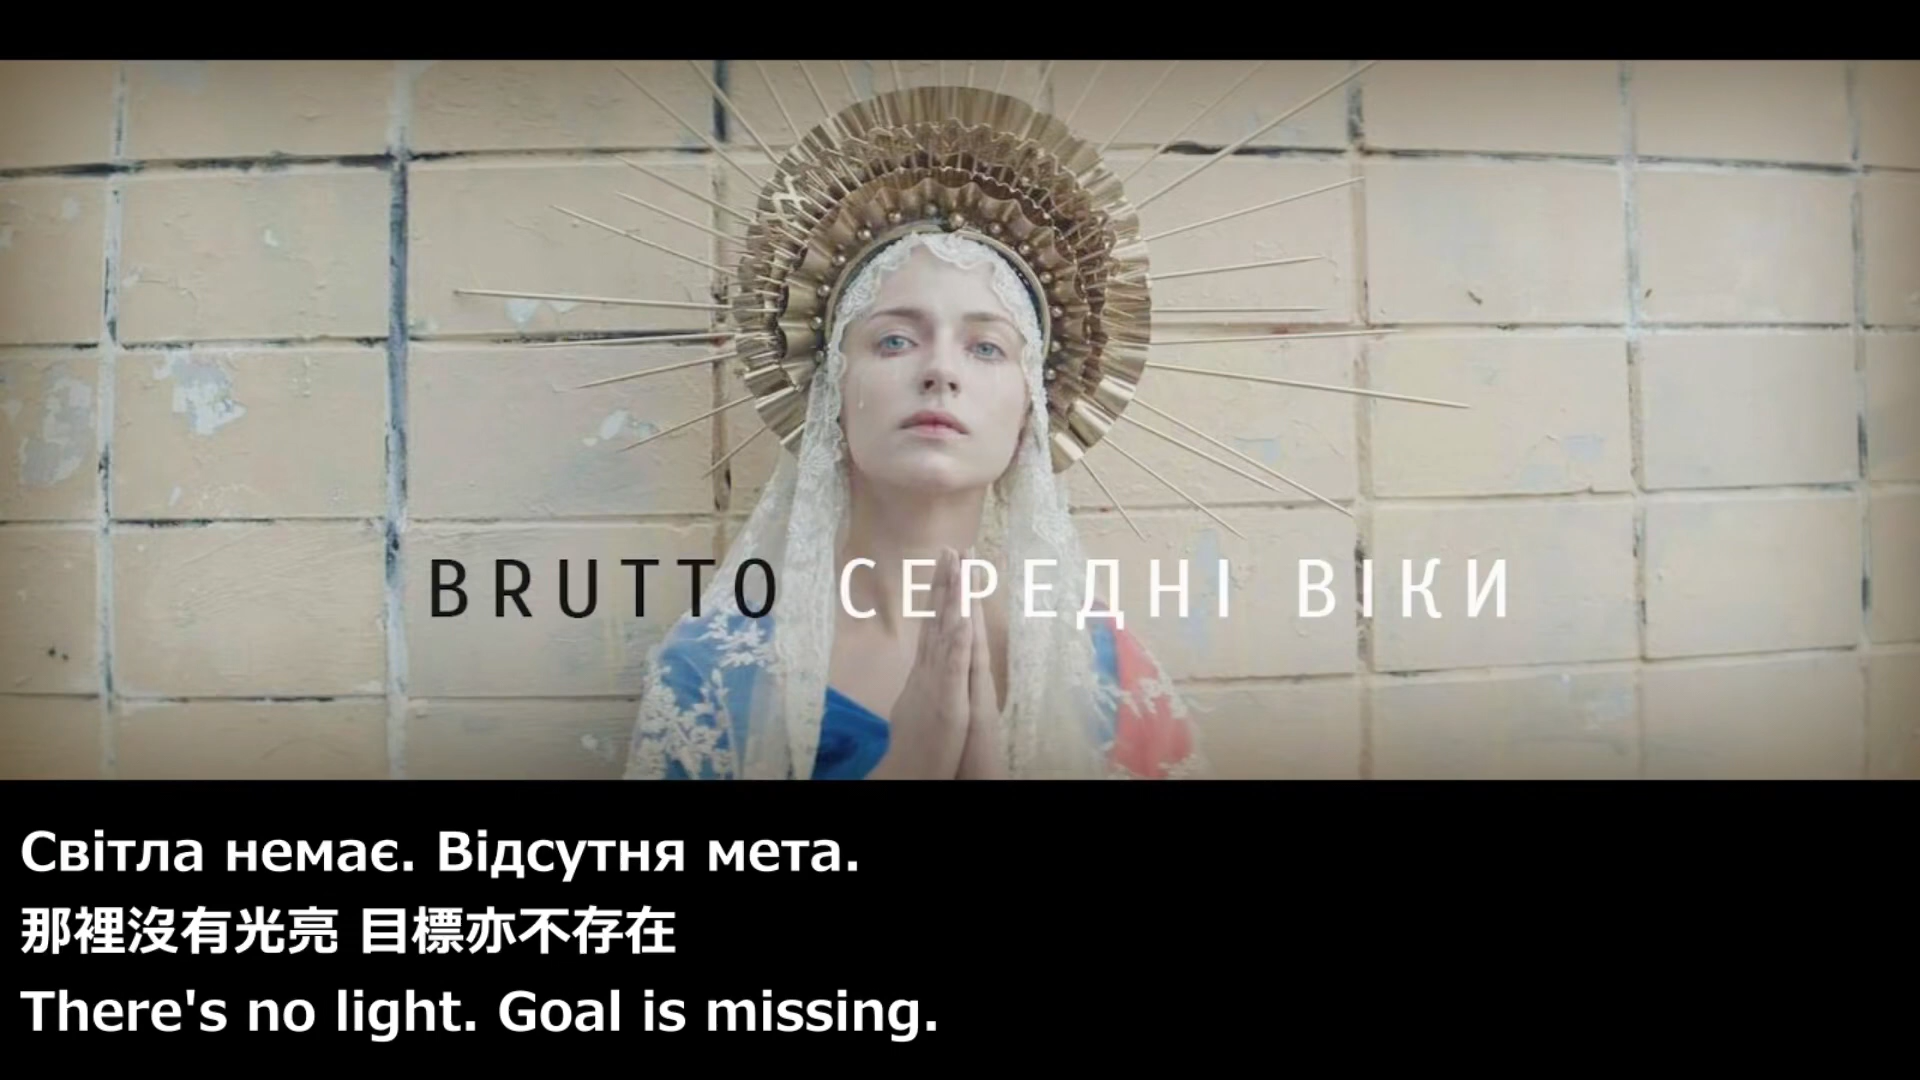 BRUTTO СЕРЕДНІ ВІКИ
Світла немає. Відсутня мета.
那裡沒有光亮 目標亦不存在
There's no light. Goal is missing.